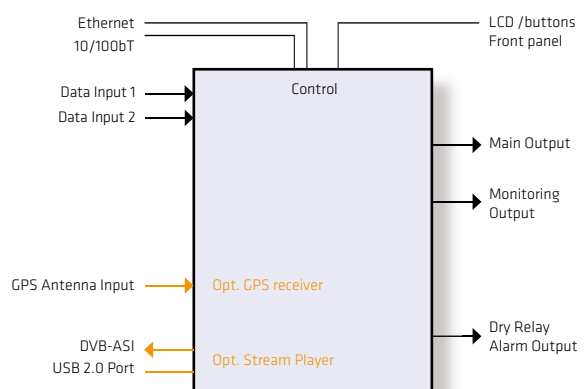 Ethernet
10/100bT
LCD /buttons
Front panel
Control
Data Input 1
Data Input 2
Main Output
Monitoring
Output
GPS Antenna Input
Opt. GPS receiver
DVB-ASI
USB 2.0 Port
Opt. Stream Player
Dry Relay
Alarm Output